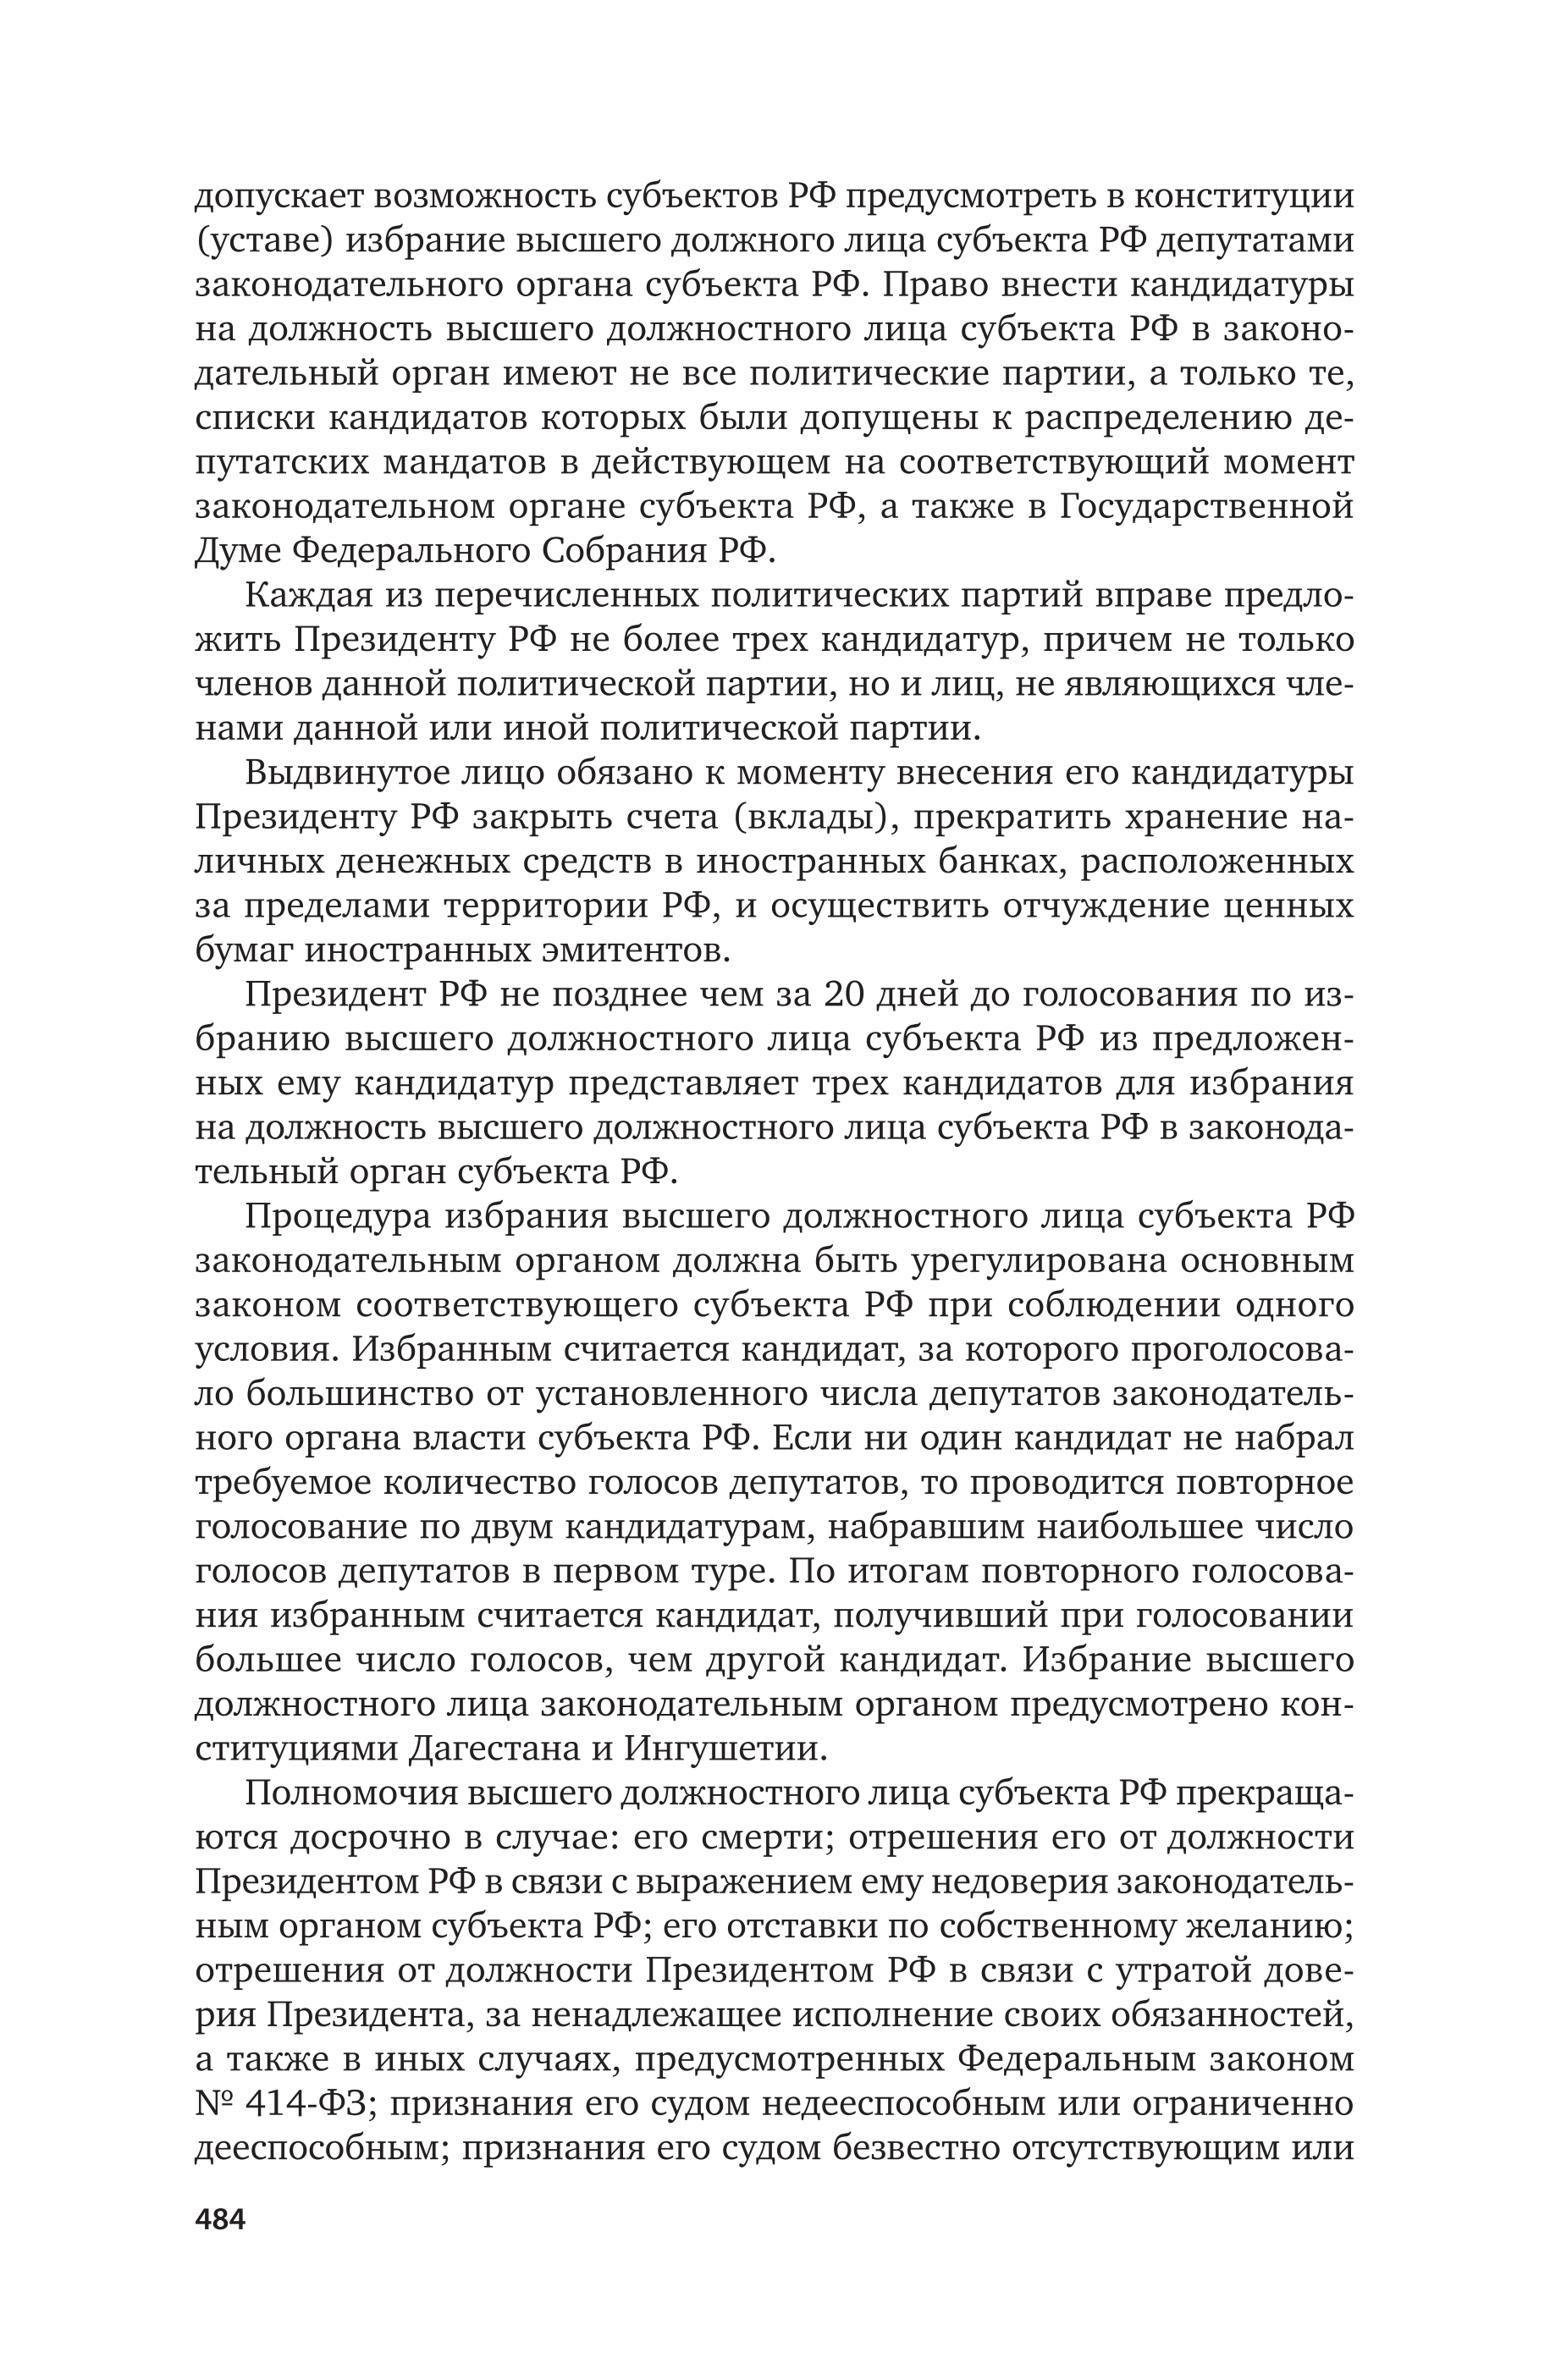 допускает возможность субъектов РФ предусмотреть в конституции
(уставе) избрание высшего должного лица субъекта РФ депутатами
законодательного органа субъекта РФ. Право внести кандидатуры
на должность высшего должностного лица субъекта РФ в законо-
дательный орган имеют не все политические партии, а только те,
списки кандидатов которых были допущены к распределению де-
путатских мандатов в действующем на соответствующий момент
законодательном органе субъекта РФ, а также в Государственной
Думе Федерального Собрания РФ.
Каждая из перечисленных политических партий вправе предло-
жить Президенту РФ не более трех кандидатур, причем не только
членов данной политической партии, но и лиц, не являющихся чле-
нами данной или иной политической партии.
Выдвинутое лицо обязано к моменту внесения его кандидатуры
Президенту РФ закрыть счета (вклады), прекратить хранение на-
личных денежных средств в иностранных банках, расположенных
за пределами территории РФ, и осуществить отчуждение ценных
бумаг иностранных эмитентов.
Президент РФ не позднее чем за 20 дней до голосования по из-
бранию высшего должностного лица субъекта РФ из предложен-
ных ему кандидатур представляет трех кандидатов для избрания
на должность высшего должностного лица субъекта РФ в законода-
тельный орган субъекта РФ.
Процедура избрания высшего должностного лица субъекта РФ
законодательным органом должна быть урегулирована основным
законом соответствующего субъекта РФ при соблюдении одного
условия. Избранным считается кандидат, за которого проголосова-
ло большинство от установленного числа депутатов законодатель-
ного органа власти субъекта РФ. Если ни один кандидат не набрал
требуемое количество голосов депутатов, то проводится повторное
голосование по двум кандидатурам, набравшим наибольшее число
голосов депутатов в первом туре. По итогам повторного голосова-
ния избранным считается кандидат, получивший при голосовании
большее число голосов, чем другой кандидат. Избрание высшего
должностного лица законодательным органом предусмотрено кон-
ституциями Дагестана и Ингушетии.
Полномочия высшего должностного лица субъекта РФ прекраща-
ются досрочно в случае: его смерти; отрешения его от должности
Президентом РФ в связи с выражением ему недоверия законодатель-
ным органом субъекта РФ; его отставки по собственному желанию;
отрешения от должности Президентом РФ в связи с утратой дове-
рия Президента, за ненадлежащее исполнение своих обязанностей,
а также в иных случаях, предусмотренных Федеральным законом
№ 414-ФЗ; признания его судом недееспособным или ограниченно
дееспособным; признания его судом безвестно отсутствующим или
484